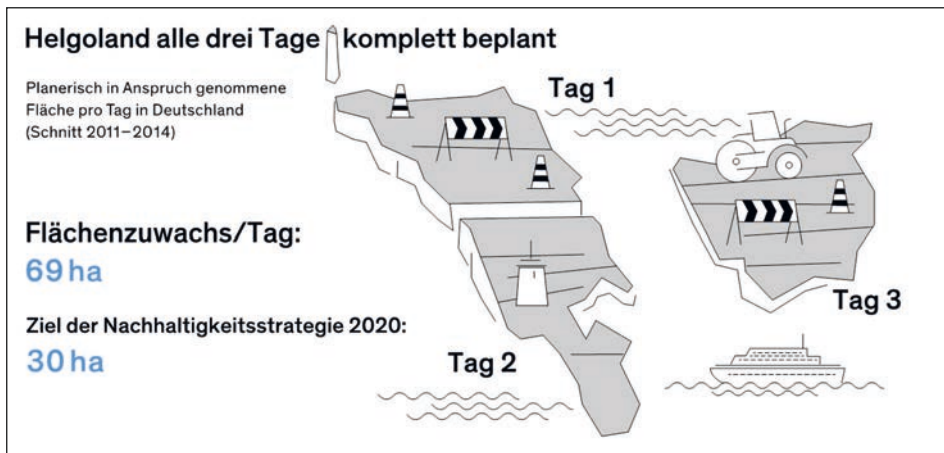 Helgoland alle drei Tage komplett beplant
Planerisch in Anspruch genommene
Fläche pro Tag in Deutschland
(Schnitt 2011–2014)
Tag 1
Flächenzuwachs/Tag:
69 ha
Tag 3
Ziel der Nachhaltigkeitsstrategie 2020:
30 ha
Tag 2